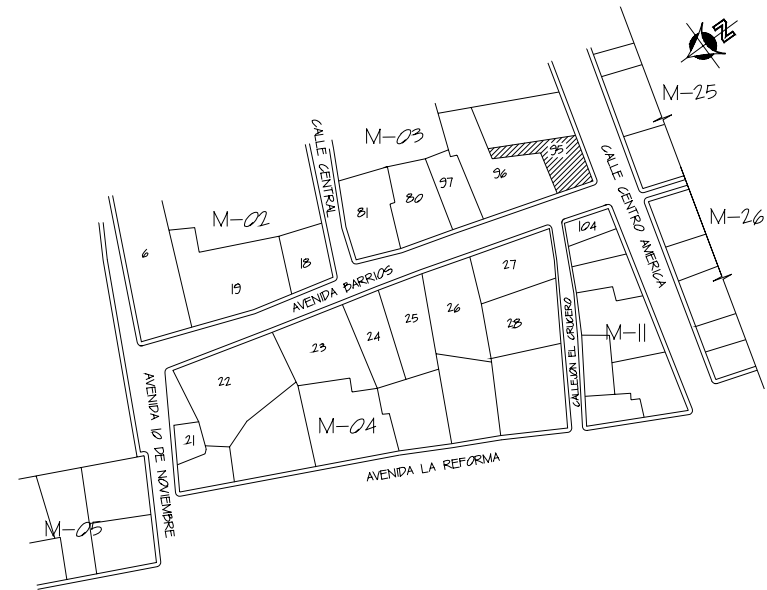 N
M-25
CALLE CENTRAL
M-03
95
CALLE CENTRO AMERICA
97
96
80
81
M-02
M-26
104
6
18
27
19
AVENIDA BARRIOS
26
25
28
CALLEJON EL CRUCERO
M-11
24
23
22
AVENIDA 10 DE NOVIEMBRE
M-04
21
AVENIDA LA REFORMA
M-05